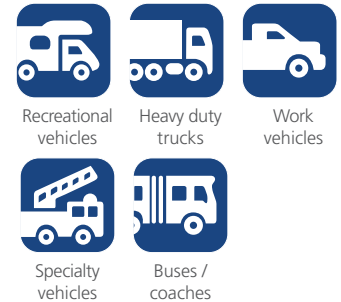 Recreational
vehicles
Heavy duty
trucks
Work
vehicles
Specialty
vehicles
Buses /
coaches